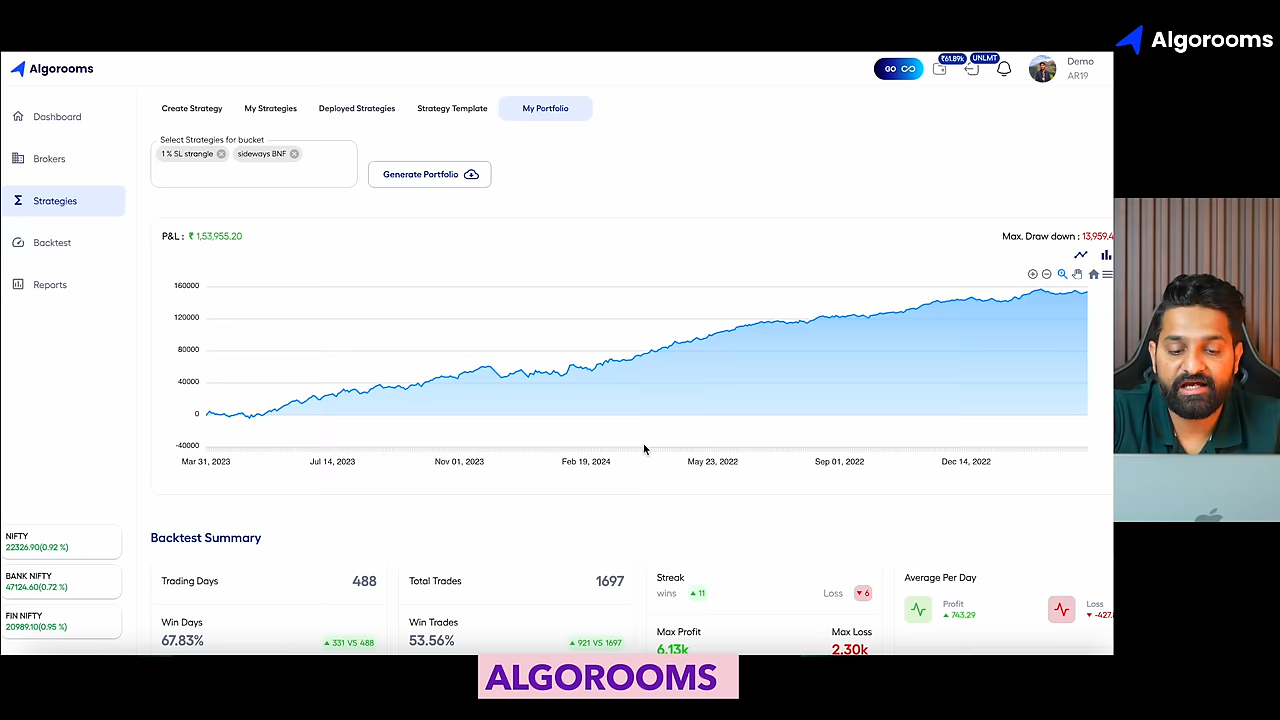 Algorooms
Algorooms
GO
₹61.89k
UNLMT
Demo
AR19
Dashboard
Brokers
Strategies
Backtest
Reports
Create Strategy
My Strategies
Deployed Strategies
Strategy Template
My Portfolio
Select Strategies for bucket
1 % SL strangle
sideways BNF
Generate Portfolio
P&L : ₹ 1,53,955.20
Max. Draw down : 13,959.4
160000
120000
80000
40000
0
-40000
Mar 31, 2023
Jul 14, 2023
Nov 01, 2023
Feb 19, 2024
May 23, 2022
Sep 01, 2022
Dec 14, 2022
NIFTY
22326.90(0.92 %)
BANK NIFTY
47124.60(0.72 %)
FIN NIFTY
20989.10(0.95 %)
Backtest Summary
Trading Days 488
Win Days
67.83%
▲ 331 VS 488
Total Trades 1697
Win Trades
53.56%
▲ 921 VS 1697
Streak
wins ▲ 11
Loss ▼ 6
Max Profit
6.13k
Max Loss
2.30k
Average Per Day
Profit
▲ 743.29
Loss
▼ -427.
ALGOROOMS